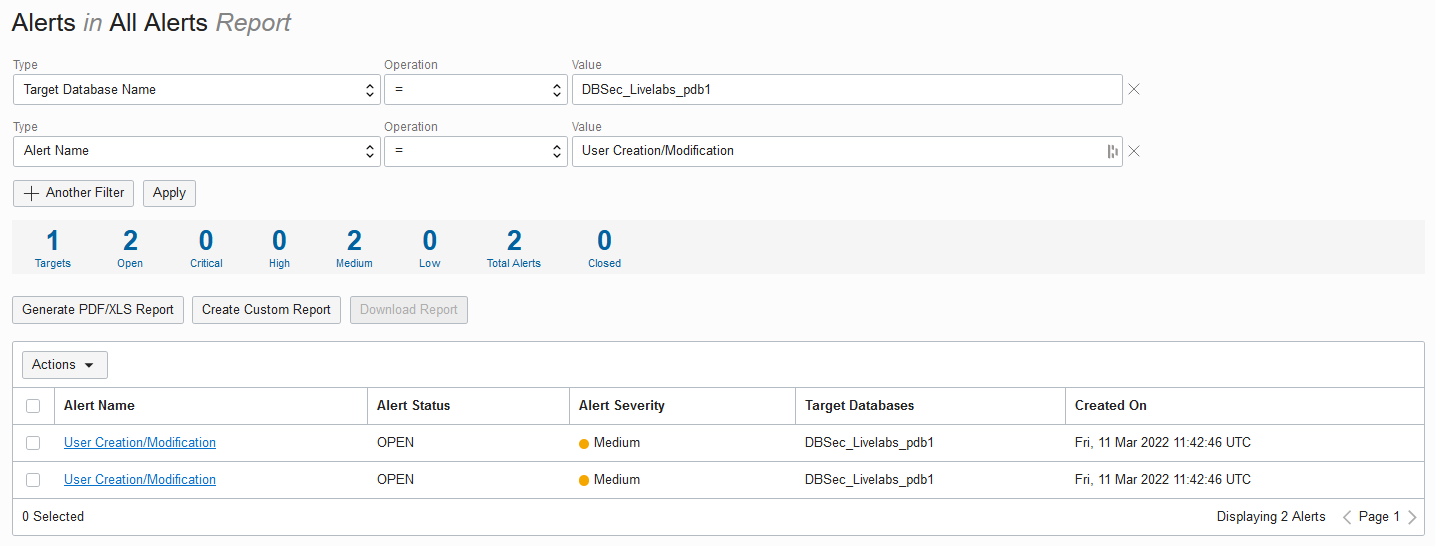 Alerts in All Alerts Report
Type Operation Value
Target Database Name = DBSec_Livelabs_pdb1
Type Operation Value
Alert Name = User Creation/Modification
Another Filter Apply
1 2 0 0 2 0 2 0
Targets Open Critical High Medium Low Total Alerts Closed
Generate PDF/XLS Report Create Custom Report Download Report
Actions
Alert Name Alert Status Alert Severity Target Databases Created On
User Creation/Modification OPEN Medium DBSec_Livelabs_pdb1 Fri, 11 Mar 2022 11:42:46 UTC
User Creation/Modification OPEN Medium DBSec_Livelabs_pdb1 Fri, 11 Mar 2022 11:42:46 UTC
0 Selected Displaying 2 Alerts Page 1